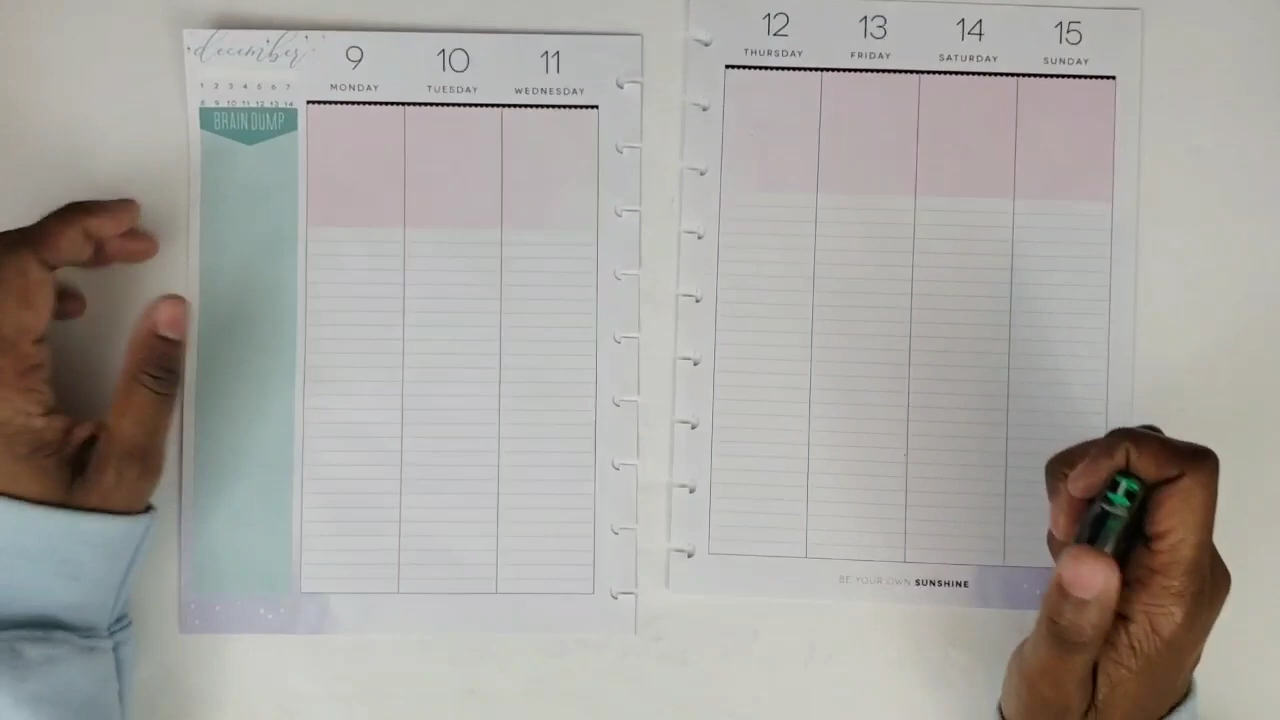 december
1 2 3 4 5 6 7
8 9 10 11 12 13 14
BRAIN DUMP
9 10 11
MONDAY TUESDAY WEDNESDAY
12 13 14 15
THURSDAY FRIDAY SATURDAY SUNDAY
BE YOUR OWN SUNSHINE